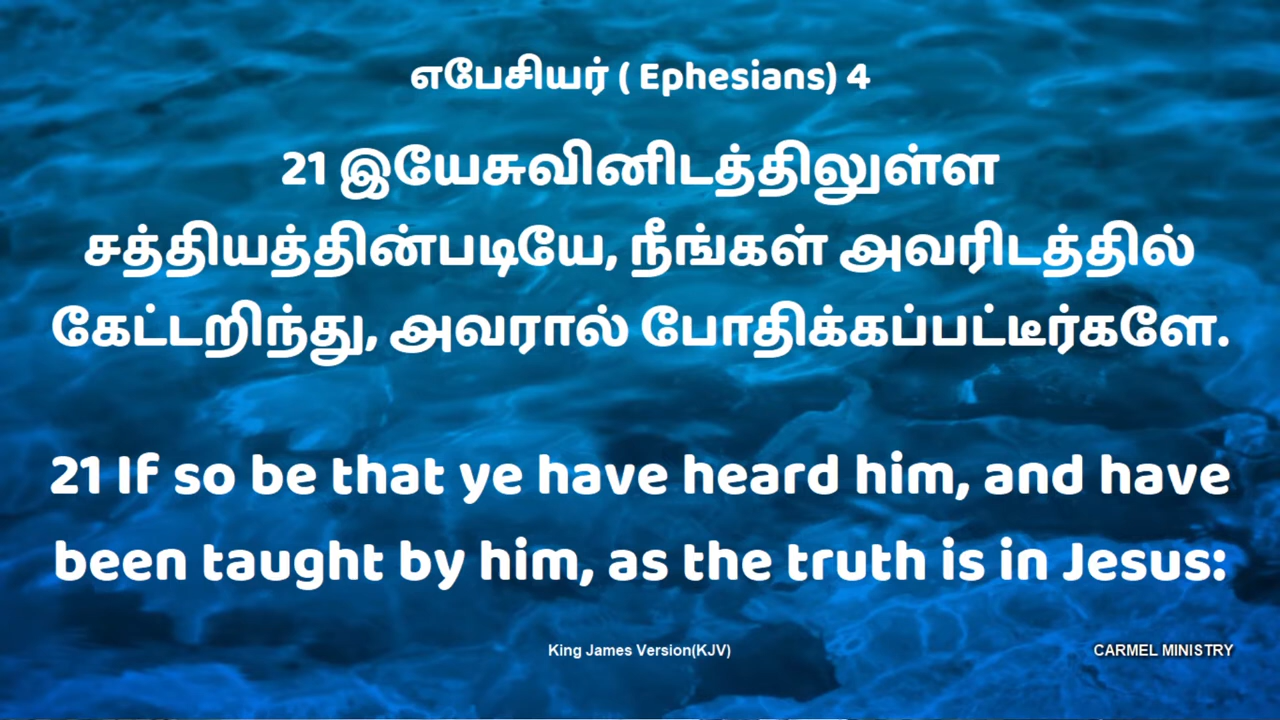 எபேசியர் ( Ephesians) 4
21 இயேசுவினிடத்திலுள்ள
சத்தியத்தின்படியே, நீங்கள் அவரிடத்தில்
கேட்டறிந்து, அவரால் போதிக்கப்பட்டீர்களே.
21 If so be that ye have heard him, and have
been taught by him, as the truth is in Jesus:
King James Version(KJV)
CARMEL MINISTRY